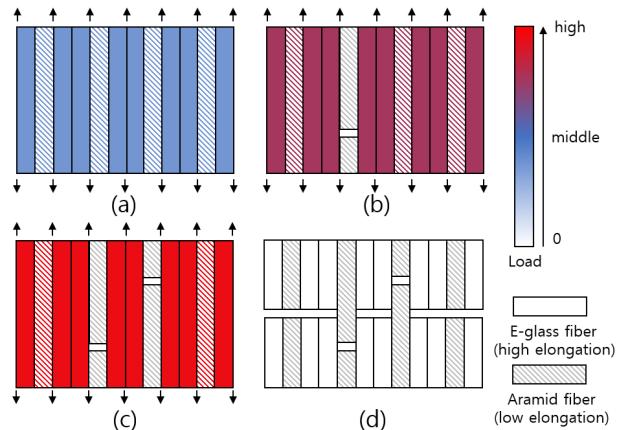 (a)
(b)
high
middle
0
Load
(c)
(d)
E-glass fiber
(high elongation)
Aramid fiber
(low elongation)